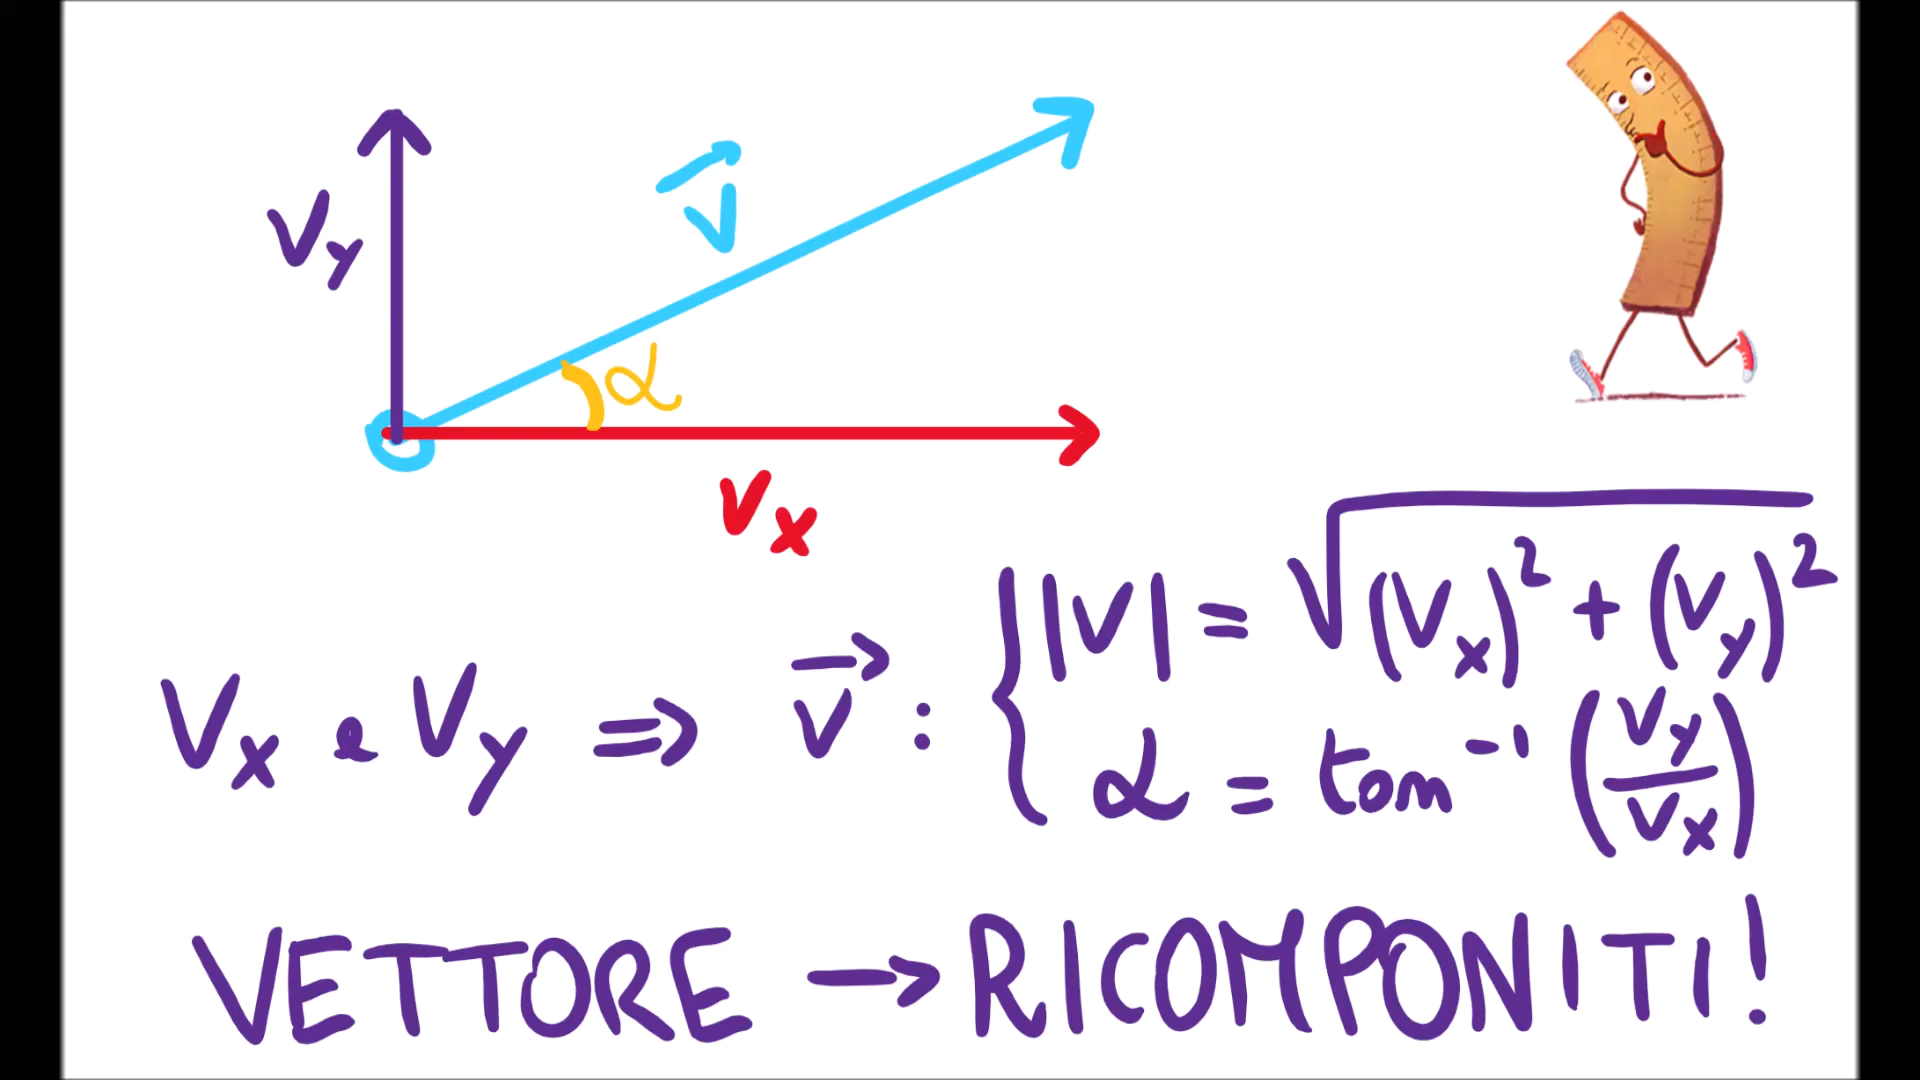 V⃗
Vy
α
Vx
Vx e Vy ⇒ V⃗ : { |V| = √(Vx)² + (Vy)²
α = tan⁻¹ (Vy/Vx)
VETTORE → RICOMPONITI!